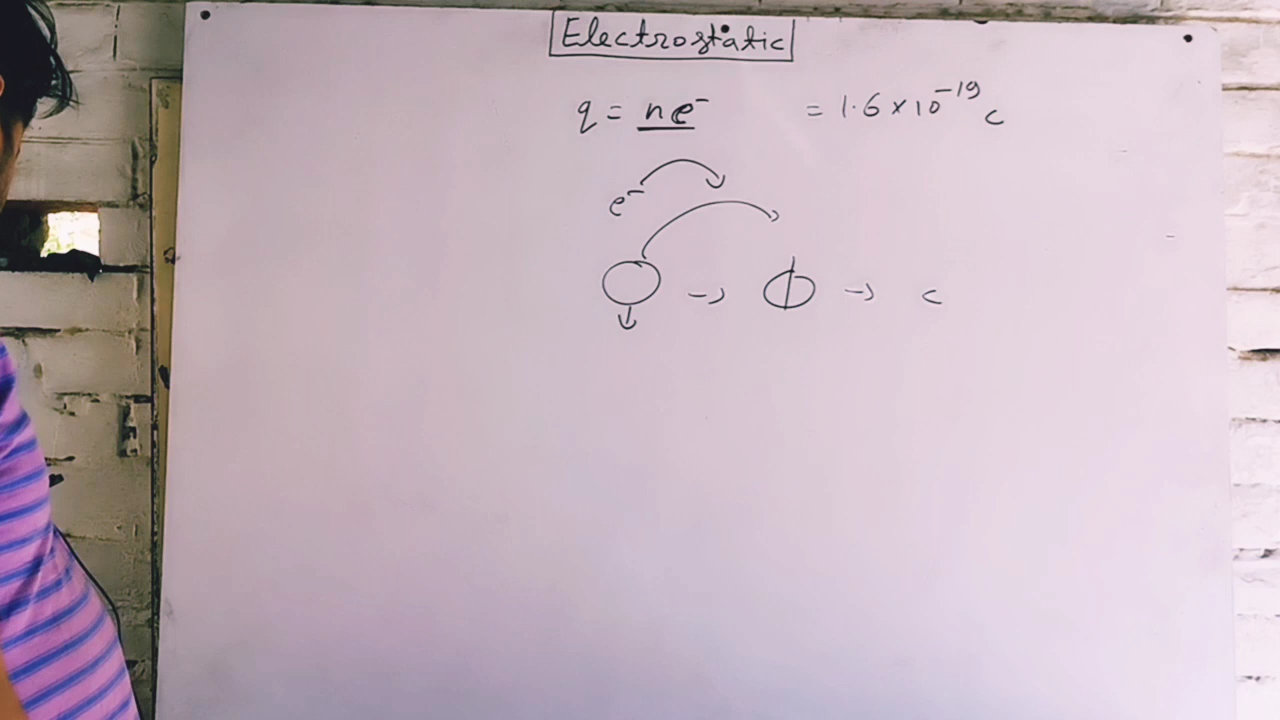 Electrostatic
q = ne⁻ = 1.6 × 10⁻¹⁹ c
e⁻
→ ϕ → c